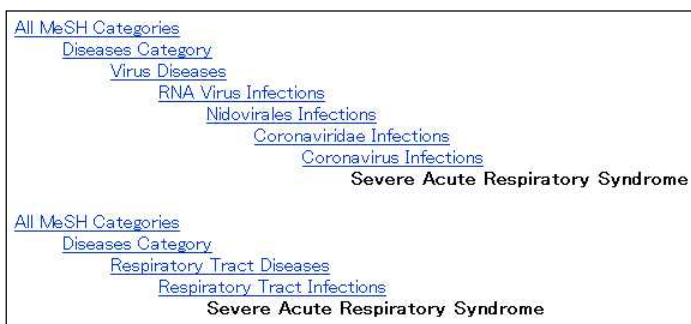 All MeSH Categories
Diseases Category
Virus Diseases
RNA Virus Infections
Nidovirales Infections
Coronaviridae Infections
Coronavirus Infections
Severe Acute Respiratory Syndrome
All MeSH Categories
Diseases Category
Respiratory Tract Diseases
Respiratory Tract Infections
Severe Acute Respiratory Syndrome